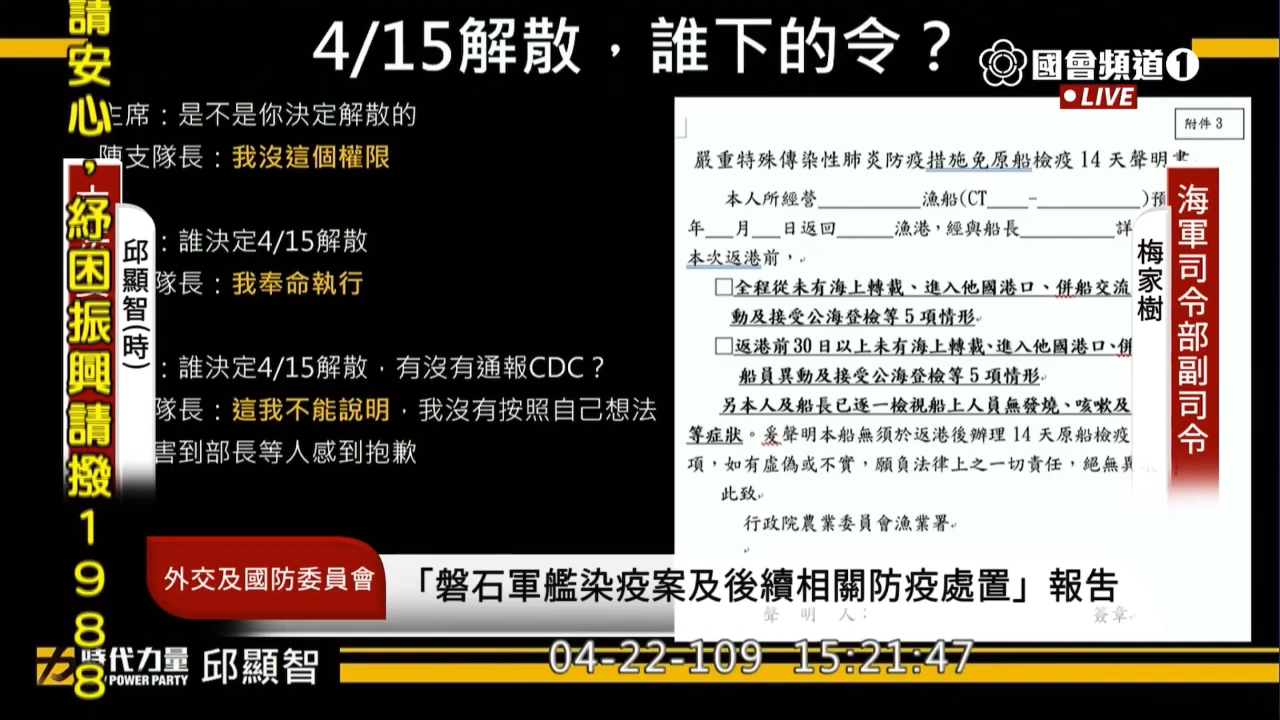 4/15解散，誰下的令？
國會頻道1
LIVE
請安心，紓困振興請撥1988
主席：是不是你決定解散的
陳支隊長：我沒這個權限
：誰決定4/15解散
隊長：我奉命執行
：誰決定4/15解散，有沒有通報CDC？
隊長：這我不能說明，我沒有按照自己想法
害到部長等人感到抱歉
邱顯智(時)
附件3
嚴重特殊傳染性肺炎防疫措施免原船檢疫14天聲明書
本人所經營＿＿＿漁船(CT＿＿-＿＿＿)預
年＿月＿日返回＿＿漁港，經與船長＿＿＿詳
本次返港前，
□全程從未有海上轉載、進入他國港口、併船交流
動及接受公海登檢等5項情形
□返港前30日以上未有海上轉載、進入他國港口、併
船員異動及接受公海登檢等5項情形
另本人及船長已逐一檢視船上人員無發燒、咳嗽及
等症狀。爰聲明本船無須於返港後辦理14天原船檢疫
項，如有虛偽或不實，願負法律上之一切責任，絕無異
此致
行政院農業委員會漁業署
聲明人：
簽章
海軍司令部副司令
梅家樹
外交及國防委員會
「磐石軍艦染疫案及後續相關防疫處置」報告
時代力量
POWER PARTY
邱顯智
04-22-109 15:21:47